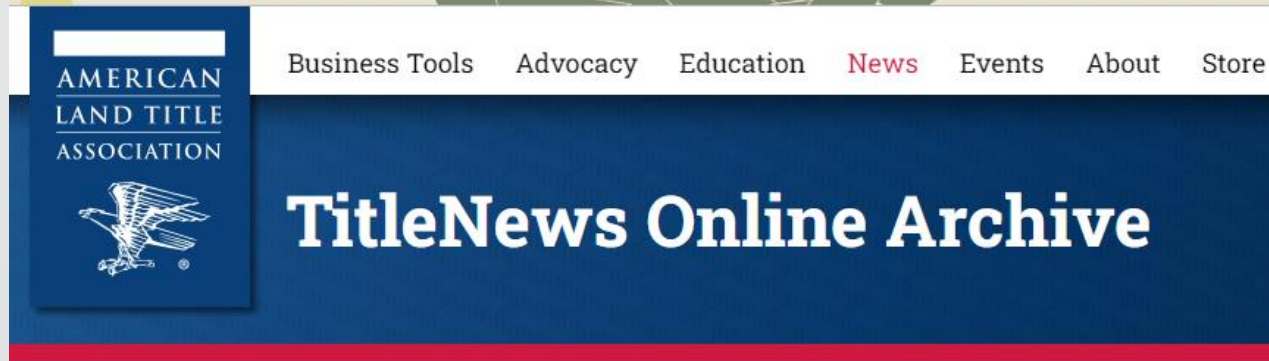 AMERICAN
LAND TITLE
ASSOCIATION
®
Business Tools Advocacy Education News Events About Store
TitleNews Online Archive